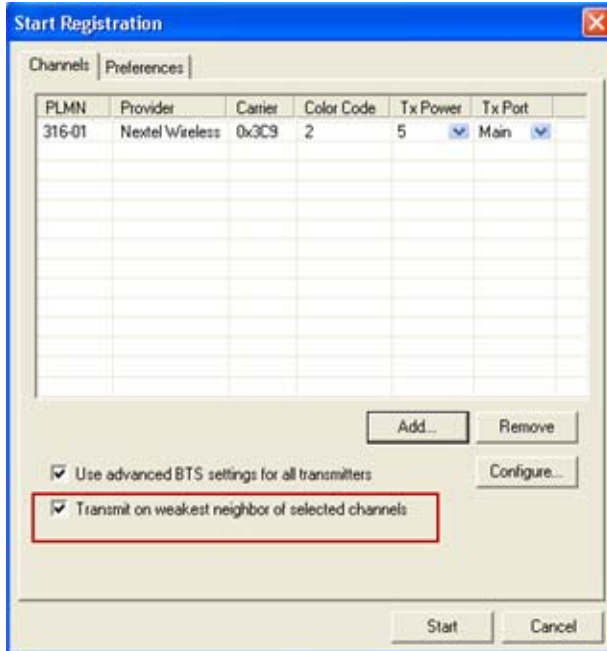 Start Registration
Channels Preferences
PLMN Provider Carrier Color Code Tx Power Tx Port
316-01 Nextel Wireless 0x3C9 2 5 Main
Add... Remove
Use advanced BTS settings for all transmitters Configure...
Transmit on weakest neighbor of selected channels
Start Cancel